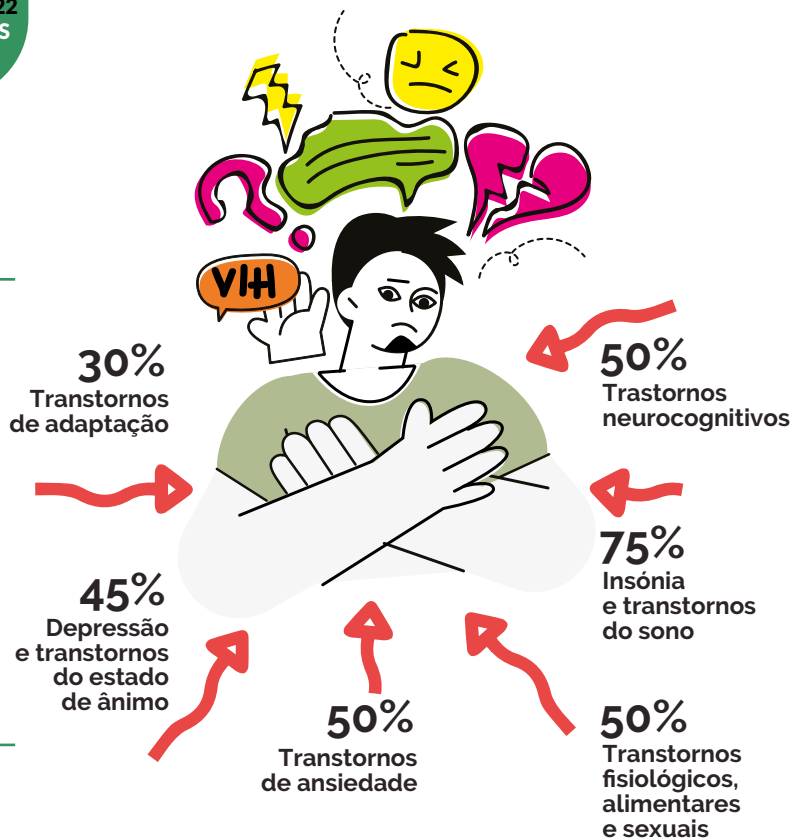 22
S
VIH
30%
Transtornos
de adaptação
50%
Trastornos
neurocognitivos
75%
Insónia
e transtornos
do sono
45%
Depressão
e transtornos
do estado
de ânimo
50%
Transtornos
de ansiedade
50%
Transtornos
fisiológicos,
alimentares
e sexuais